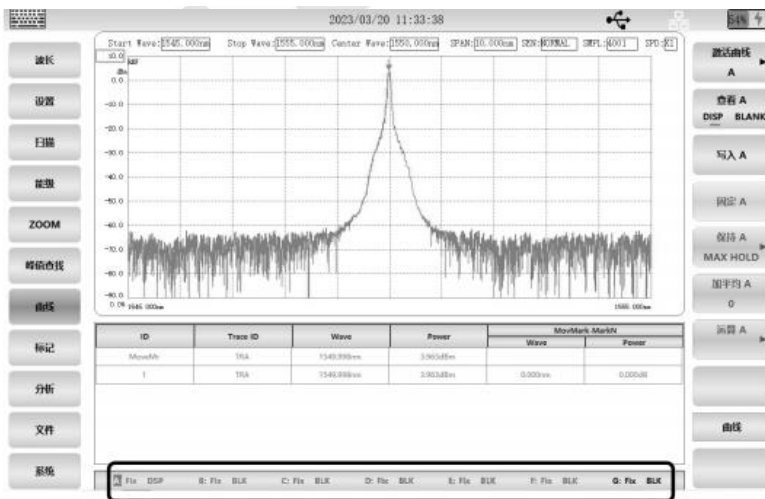 2023/03/20 11:33:38
54%
Start Wave:1545.000nm Stop Wave:1555.000nm Center Wave:1550.000nm SPAN:10.000nm SEN:NORMAL SMPL:4001 SPD:X1
波长
设置
扫描
能级
ZOOM
峰值查找
曲线
标记
分析
文件
系统
10.0
dBm
0.0
-10.0
-20.0
-30.0
-40.0
-50.0
-60.0
-70.0
-80.0
-90.0
1545.000nm
1555.000nm
ID Trace ID Wave Power MovMark-MarkN
Wave Power
MoveMr TRA 1549.998nm 3.963dBm
1 TRA 1549.998nm 3.963dBm 0.000nm 0.000dB
A: Fix DSP B: Fix BLK C: Fix BLK D: Fix BLK E: Fix BLK F: Fix BLK G: Fix BLK
激活曲线
A
查看 A
DISP BLANK
写入 A
固定 A
保持 A
MAX HOLD
加平均 A
0
运算 A
曲线